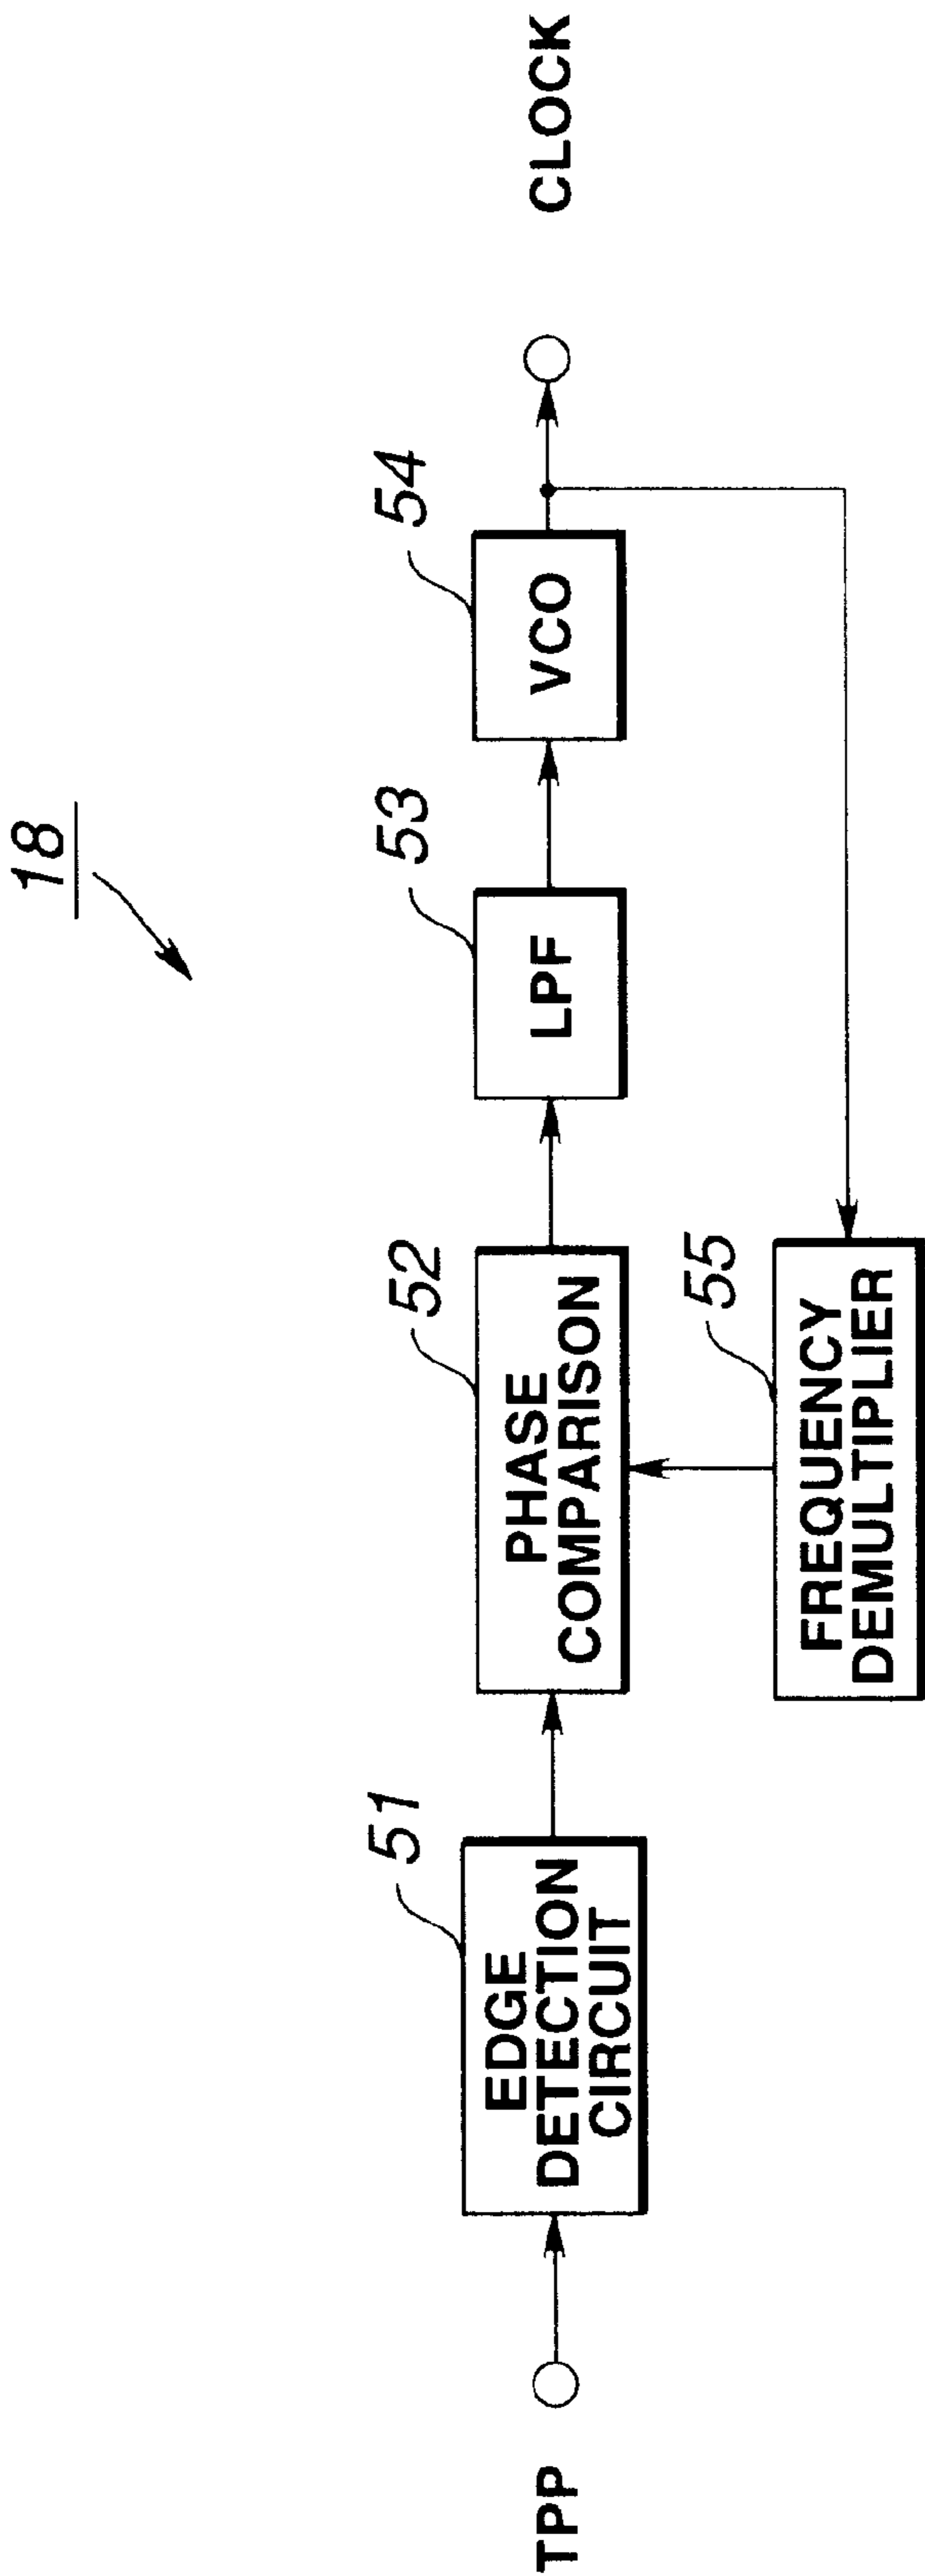 18
TPP
51
EDGE
DETECTION
CIRCUIT
52
PHASE
COMPARISON
53
LPF
54
VCO
CLOCK
55
FREQUENCY
DEMULTIPLIER